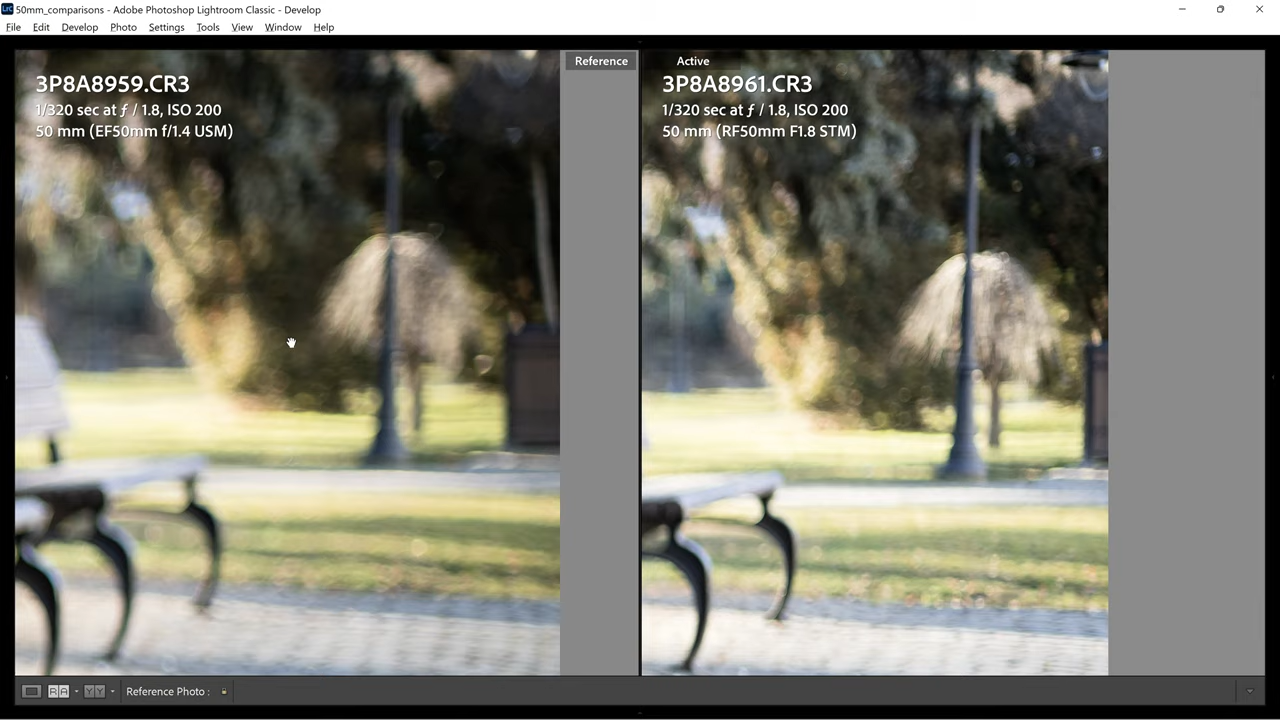 50mm_comparisons - Adobe Photoshop Lightroom Classic - Develop
File Edit Develop Photo Settings Tools View Window Help
Reference
3P8A8959.CR3
1/320 sec at ƒ / 1.8, ISO 200
50 mm (EF50mm f/1.4 USM)
Active
3P8A8961.CR3
1/320 sec at ƒ / 1.8, ISO 200
50 mm (RF50mm F1.8 STM)
R A Y Y Reference Photo :